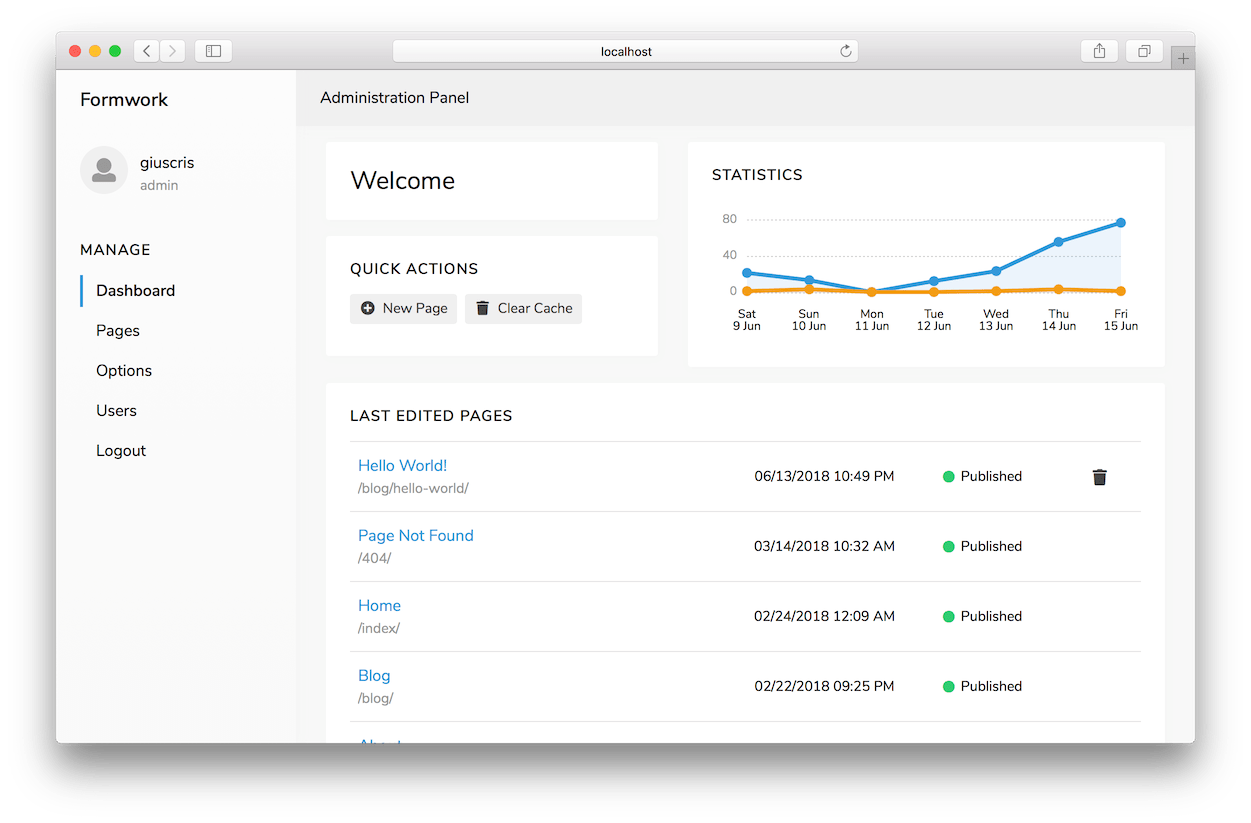 localhost
Formwork
Administration Panel
giuscris
admin
MANAGE
Dashboard
Pages
Options
Users
Logout
Welcome
QUICK ACTIONS
New Page
Clear Cache
STATISTICS
80
40
0
Sat
9 Jun
Sun
10 Jun
Mon
11 Jun
Tue
12 Jun
Wed
13 Jun
Thu
14 Jun
Fri
15 Jun
LAST EDITED PAGES
Hello World!
/blog/hello-world/
06/13/2018 10:49 PM
Published
Page Not Found
/404/
03/14/2018 10:32 AM
Published
Home
/index/
02/24/2018 12:09 AM
Published
Blog
/blog/
02/22/2018 09:25 PM
Published